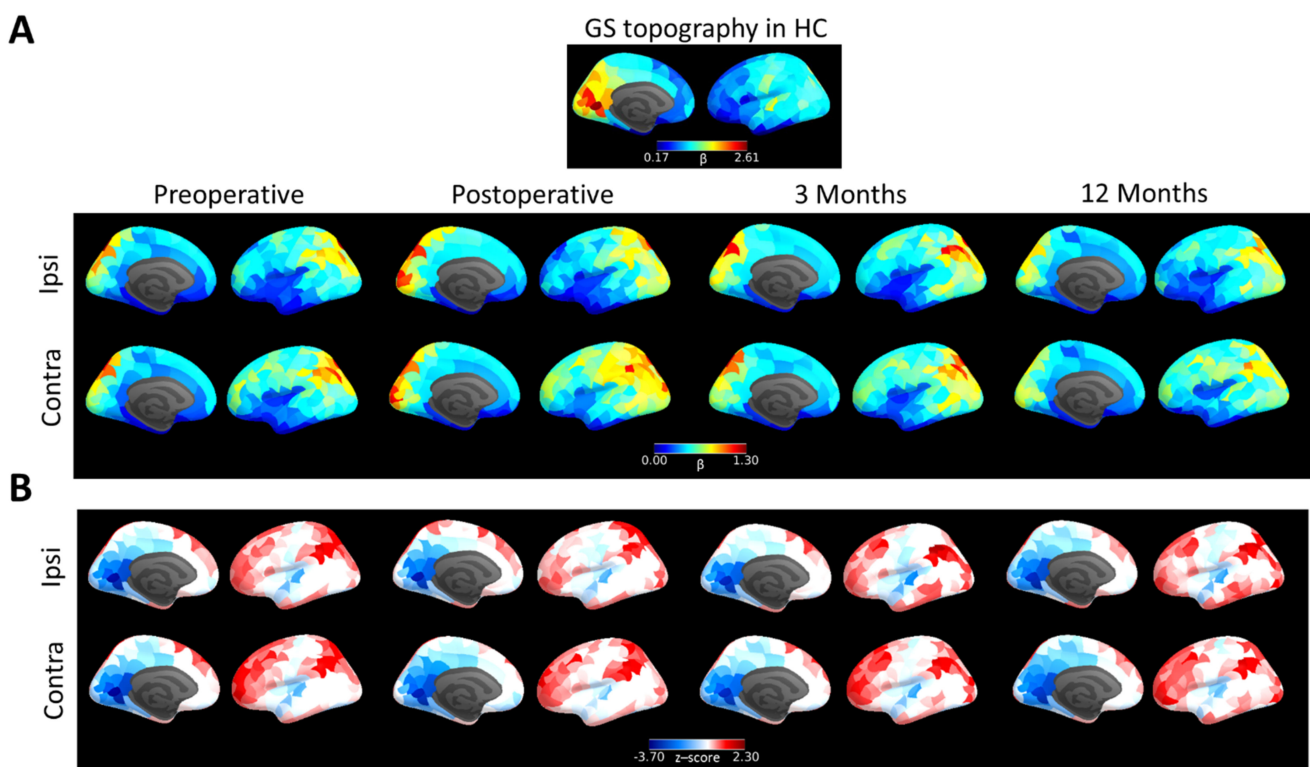 A
GS topography in HC
0.17 β 2.61
Preoperative Postoperative 3 Months 12 Months
Ipsi
Contra
0.00 β 1.30
B
Ipsi
Contra
-3.70 z–score 2.30